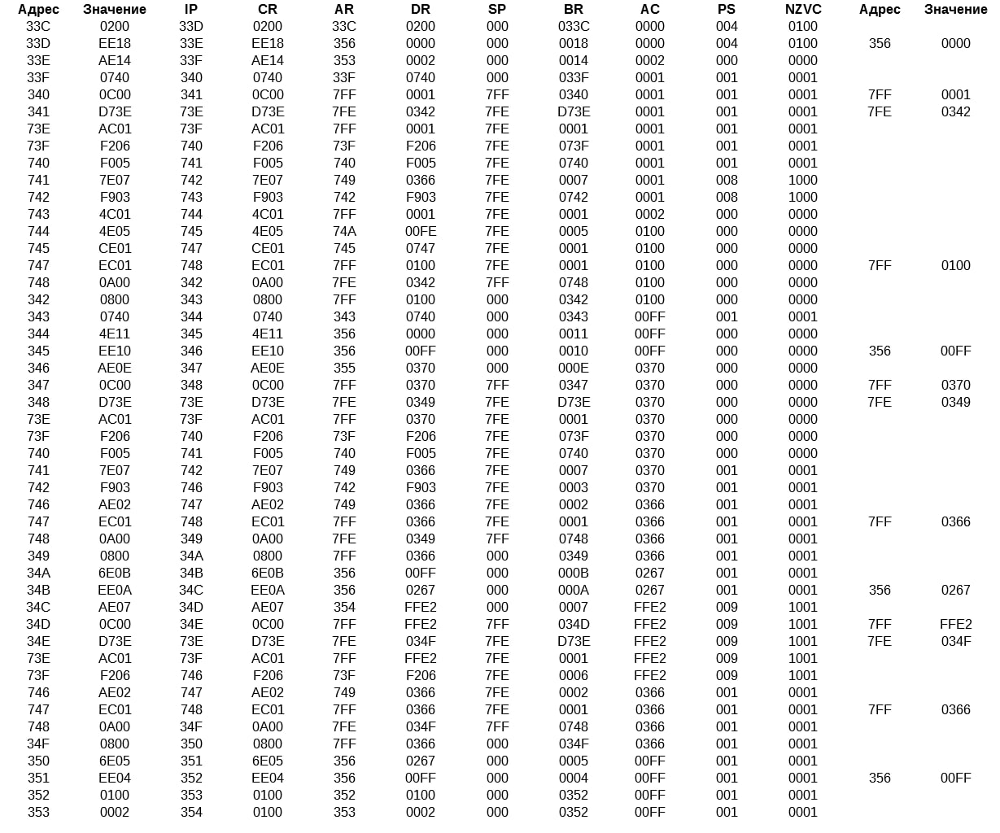 Адрес Значение IP CR AR DR SP BR AC PS NZVC Адрес Значение
33C 0200 33D 0200 33C 0200 000 033C 0000 004 0100
33D EE18 33E EE18 356 0000 000 0018 0000 004 0100 356 0000
33E AE14 33F AE14 353 0002 000 0014 0002 000 0000
33F 0740 340 0740 33F 0740 000 033F 0001 001 0001
340 0C00 341 0C00 7FF 0001 7FF 0340 0001 001 0001 7FF 0001
341 D73E 73E D73E 7FE 0342 7FE D73E 0001 001 0001 7FE 0342
73E AC01 73F AC01 7FF 0001 7FE 0001 0001 001 0001
73F F206 740 F206 73F F206 7FE 073F 0001 001 0001
740 F005 741 F005 740 F005 7FE 0740 0001 001 0001
741 7E07 742 7E07 749 0366 7FE 0007 0001 008 1000
742 F903 743 F903 742 F903 7FE 0742 0001 008 1000
743 4C01 744 4C01 7FF 0001 7FE 0001 0002 000 0000
744 4E05 745 4E05 74A 00FE 7FE 0005 0100 000 0000
745 CE01 747 CE01 745 0747 7FE 0001 0100 000 0000
747 EC01 748 EC01 7FF 0100 7FE 0001 0100 000 0000 7FF 0100
748 0A00 342 0A00 7FE 0342 7FF 0748 0100 000 0000
342 0800 343 0800 7FF 0100 000 0342 0100 000 0000
343 0740 344 0740 343 0740 000 0343 00FF 001 0001
344 4E11 345 4E11 356 0000 000 0011 00FF 000 0000
345 EE10 346 EE10 356 00FF 000 0010 00FF 000 0000 356 00FF
346 AE0E 347 AE0E 355 0370 000 000E 0370 000 0000
347 0C00 348 0C00 7FF 0370 7FF 0347 0370 000 0000 7FF 0370
348 D73E 73E D73E 7FE 0349 7FE D73E 0370 000 0000 7FE 0349
73E AC01 73F AC01 7FF 0370 7FE 0001 0370 000 0000
73F F206 740 F206 73F F206 7FE 073F 0370 000 0000
740 F005 741 F005 740 F005 7FE 0740 0370 000 0000
741 7E07 742 7E07 749 0366 7FE 0007 0370 001 0001
742 F903 746 F903 742 F903 7FE 0003 0370 001 0001
746 AE02 747 AE02 749 0366 7FE 0002 0366 001 0001
747 EC01 748 EC01 7FF 0366 7FE 0001 0366 001 0001 7FF 0366
748 0A00 349 0A00 7FE 0349 7FF 0748 0366 001 0001
349 0800 34A 0800 7FF 0366 000 0349 0366 001 0001
34A 6E0B 34B 6E0B 356 00FF 000 000B 0267 001 0001
34B EE0A 34C EE0A 356 0267 000 000A 0267 001 0001 356 0267
34C AE07 34D AE07 354 FFE2 000 0007 FFE2 009 1001
34D 0C00 34E 0C00 7FF FFE2 7FF 034D FFE2 009 1001 7FF FFE2
34E D73E 73E D73E 7FE 034F 7FE D73E FFE2 009 1001 7FE 034F
73E AC01 73F AC01 7FF FFE2 7FE 0001 FFE2 009 1001
73F F206 746 F206 73F F206 7FE 0006 FFE2 009 1001
746 AE02 747 AE02 749 0366 7FE 0002 0366 001 0001
747 EC01 748 EC01 7FF 0366 7FE 0001 0366 001 0001 7FF 0366
748 0A00 34F 0A00 7FE 034F 7FF 0748 0366 001 0001
34F 0800 350 0800 7FF 0366 000 034F 0366 001 0001
350 6E05 351 6E05 356 0267 000 0005 00FF 001 0001
351 EE04 352 EE04 356 00FF 000 0004 00FF 001 0001 356 00FF
352 0100 353 0100 352 0100 000 0352 00FF 001 0001
353 0002 354 0100 353 0002 000 0352 00FF 001 0001